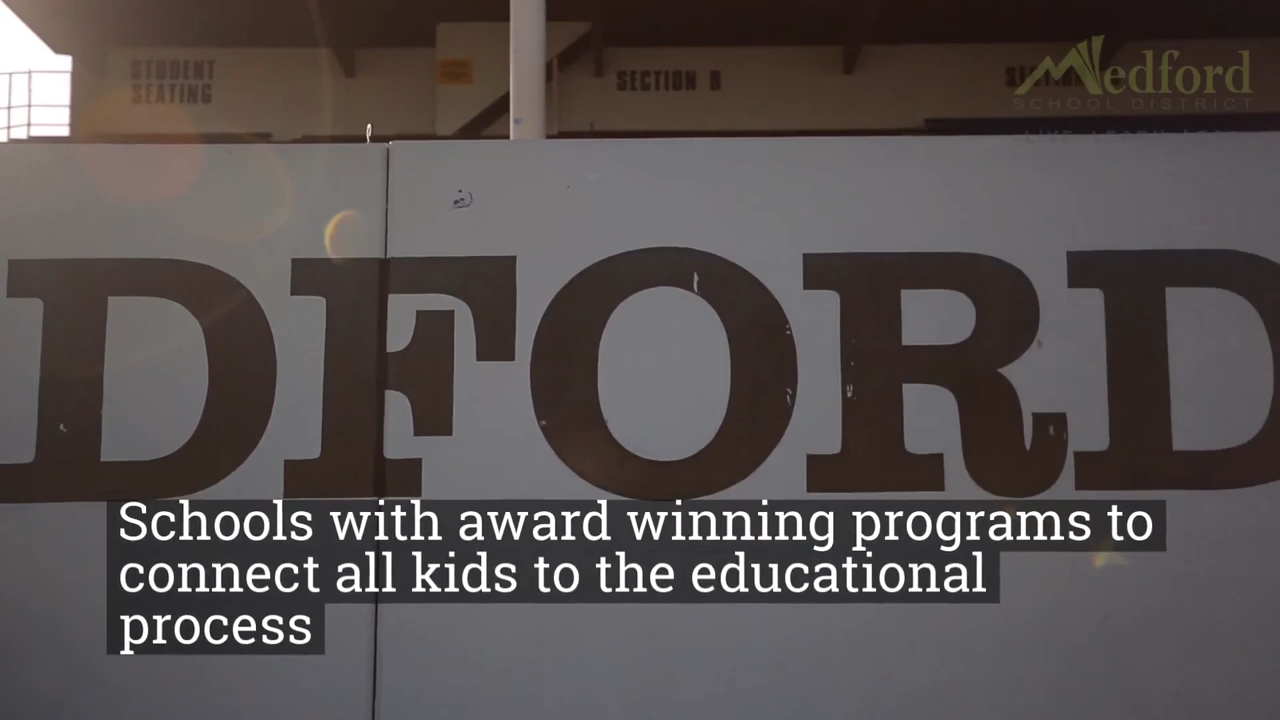 STUDENT
SEATING
SECTION B
Medford
SCHOOL DISTRICT
DFORD
Schools with award winning programs to
connect all kids to the educational
process